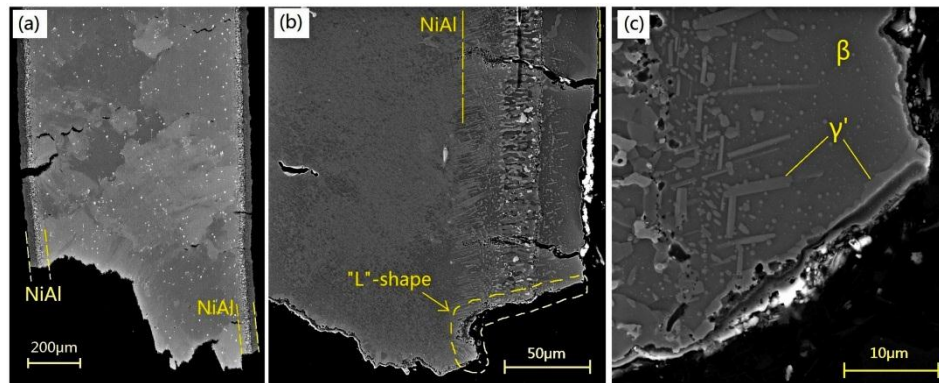 (a)
NiAl
NiAl
200μm
(b)
NiAl
"L"-shape
50μm
(c)
β
γ'
10μm